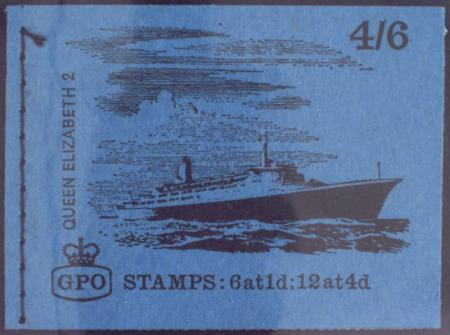 4/6
QUEEN ELIZABETH 2
GPO STAMPS: 6at1d: 12at4d